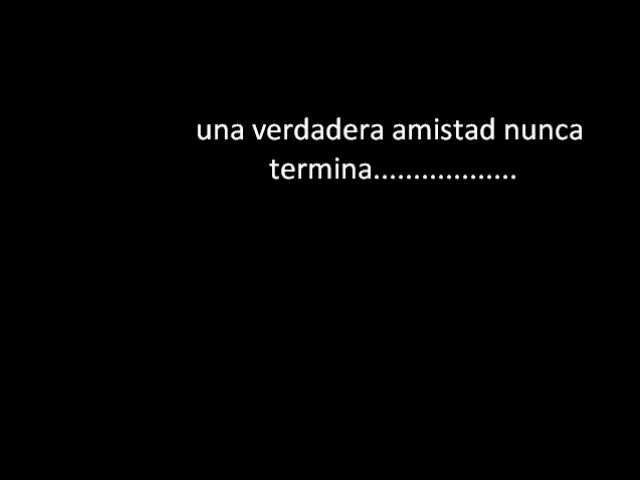 una verdadera amistad nunca
termina..................